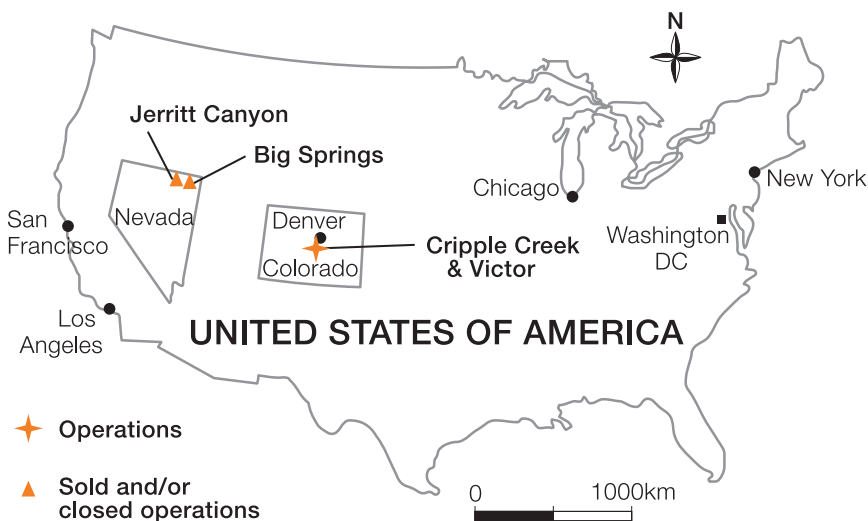 N
Jerritt Canyon
Big Springs
Chicago
New York
Nevada
Denver
San
Francisco
Washington
DC
Cripple Creek
& Victor
Colorado
Los
Angeles
UNITED STATES OF AMERICA
Operations
Sold and/or
closed operations
0
1000km